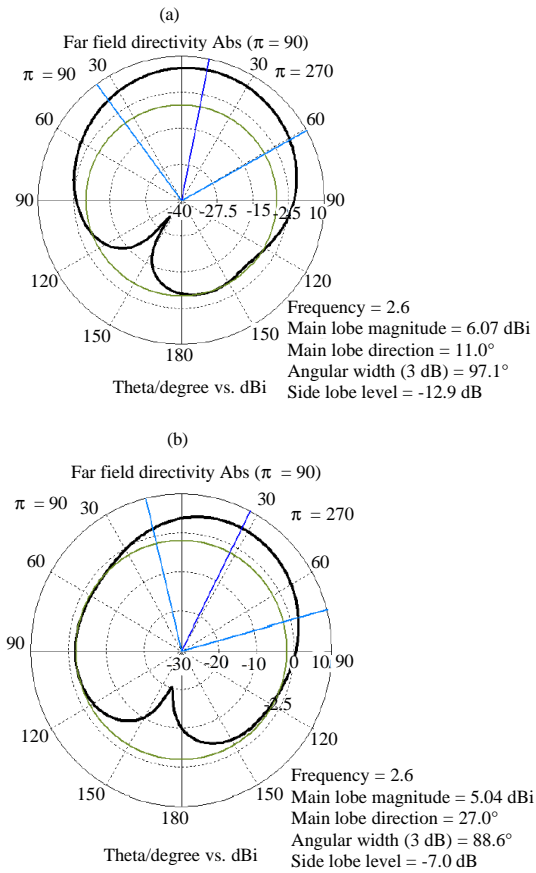 (a)
Far field directivity Abs (π = 90)
π = 90 30 30 π = 270
60 60
90 -40 -27.5 -15 -2.5 10 90
120 120
150 150
180
Frequency = 2.6
Main lobe magnitude = 6.07 dBi
Main lobe direction = 11.0°
Angular width (3 dB) = 97.1°
Side lobe level = -12.9 dB
Theta/degree vs. dBi
(b)
Far field directivity Abs (π = 90)
π = 90 30 30 π = 270
60 60
90 -30 -20 -10 0 10 90
-2.5
120 120
150 150
180
Frequency = 2.6
Main lobe magnitude = 5.04 dBi
Main lobe direction = 27.0°
Angular width (3 dB) = 88.6°
Side lobe level = -7.0 dB
Theta/degree vs. dBi